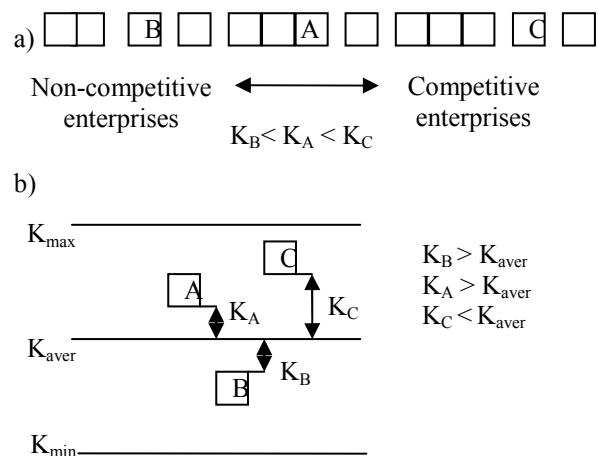 a) B A C
Non-competitive enterprises
Competitive enterprises
K_B < K_A < K_C
b)
K_max
C
K_B > K_aver
A
K_A > K_aver
K_A
K_C
K_C < K_aver
K_aver
K_B
B
K_min